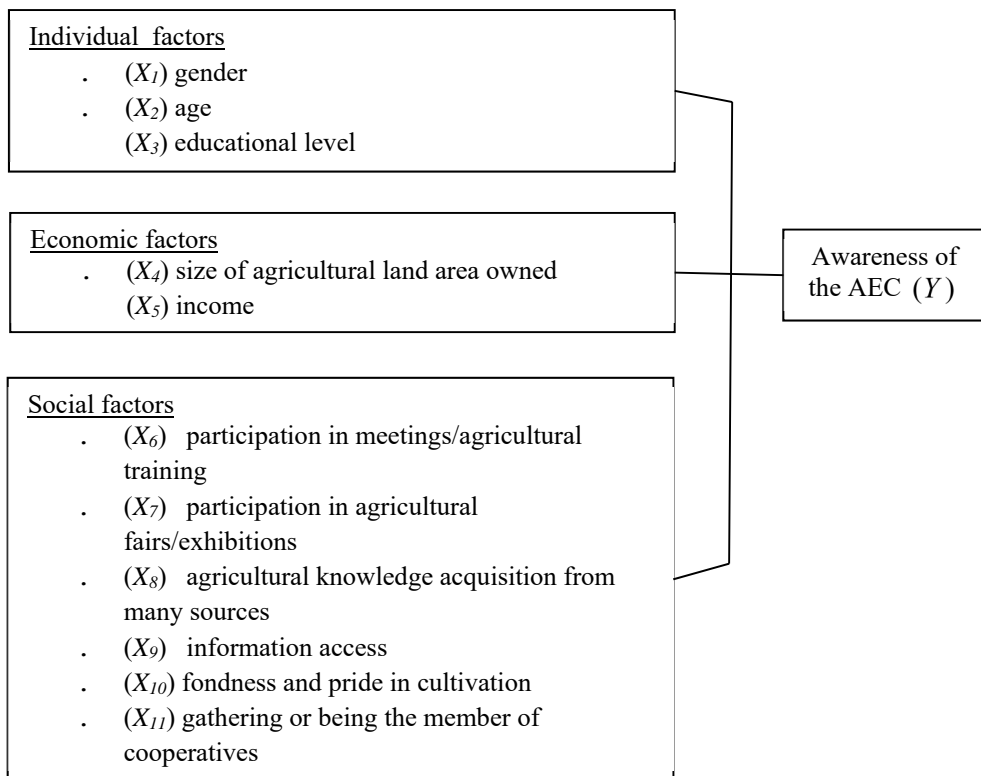 Individual factors
. (X1) gender
. (X2) age
(X3) educational level
Economic factors
. (X4) size of agricultural land area owned
(X5) income
Awareness of
the AEC (Y)
Social factors
. (X6) participation in meetings/agricultural
training
. (X7) participation in agricultural
fairs/exhibitions
. (X8) agricultural knowledge acquisition from
many sources
. (X9) information access
. (X10) fondness and pride in cultivation
. (X11) gathering or being the member of
cooperatives